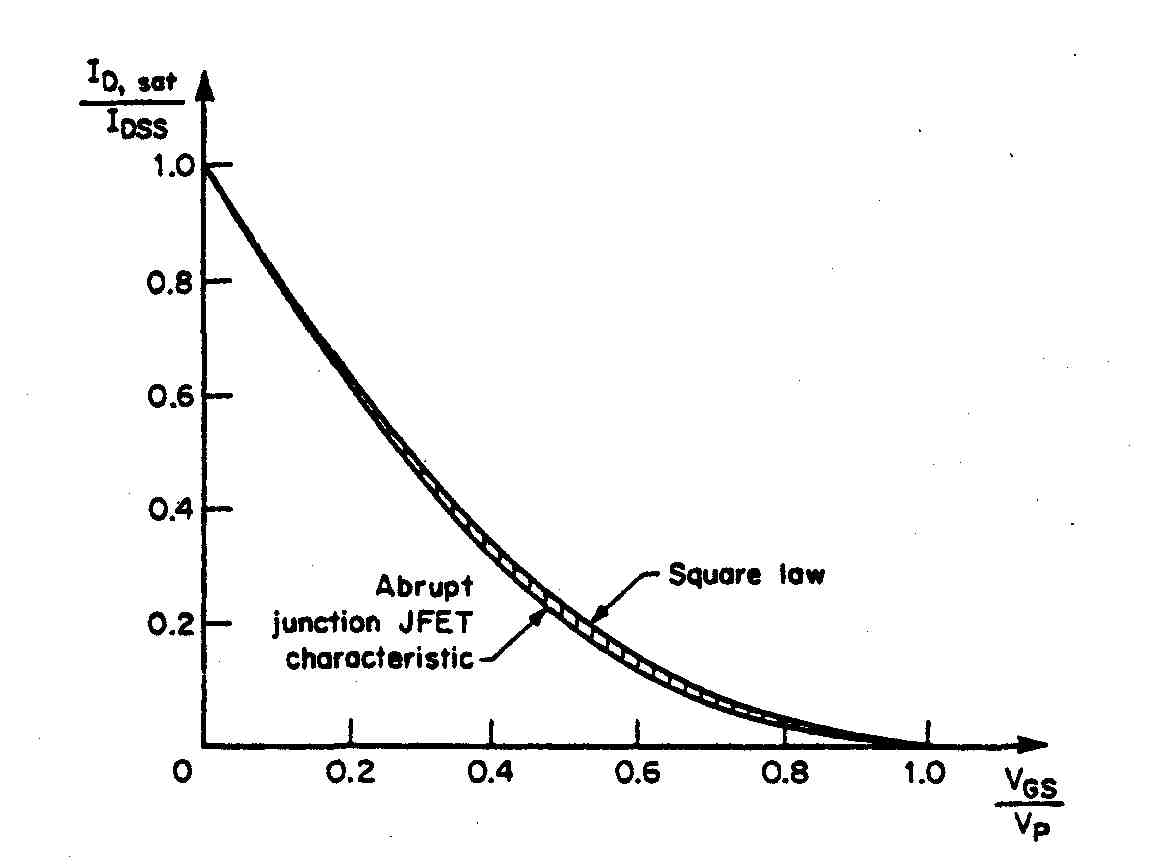 I_D, sat
I_DSS
1.0
0.8
0.6
0.4
0.2
Abrupt
junction JFET
characteristic
Square law
0 0.2 0.4 0.6 0.8 1.0
V_GS
V_P